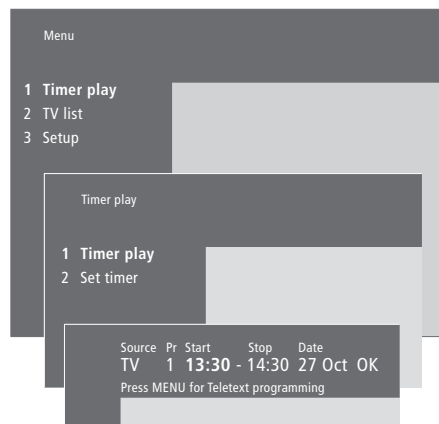 Menu
1 Timer play
2 TV list
3 Setup
Timer play
1 Timer play
2 Set timer
Source Pr Start Stop Date
TV 1 13:30 - 14:30 27 Oct OK
Press MENU for Teletext programming